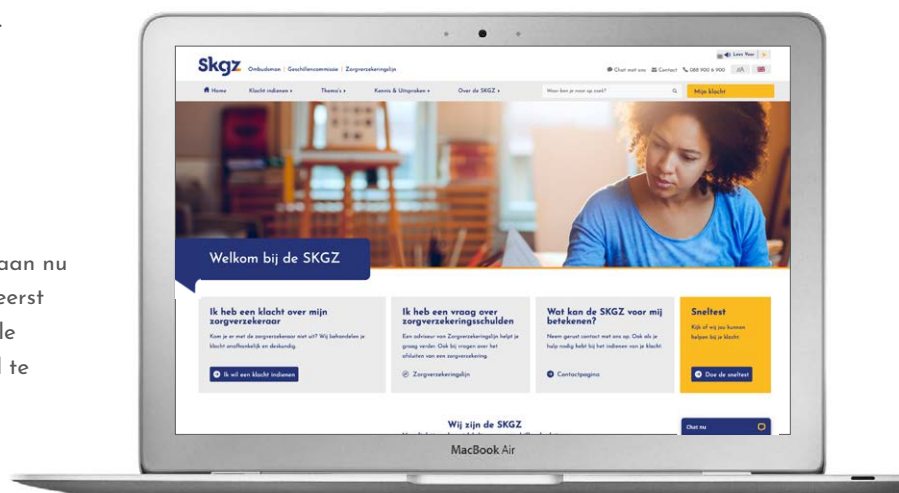 aan nu
eerst
le
te
Skgz
Ombudsman | Geschillencommissie | Zorgverzekeringslijn
Lees Voor
Chat met ons Contact 088 900 6 900
Home Klacht indienen Thema's Kennis & Uitspraken Over de SKGZ Waar ben je naar op zoek? Mijn klacht
Welkom bij de SKGZ
Ik heb een klacht over mijn
zorgverzekeraar
Kom je er met de zorgverzekeraar niet uit? Wij behandelen je
klacht onafhankelijk en deskundig.
Ik wil een klacht indienen
Ik heb een vraag over
zorgverzekeringsschulden
Een adviseur van Zorgverzekeringslijn helpt je
graag verder. Ook bij vragen over het
afsluiten van een zorgverzekering.
Zorgverzekeringslijn
Wat kan de SKGZ voor mij
betekenen?
Neem gerust contact met ons op. Ook als je
hulp nodig hebt bij het indienen van je klacht.
Contactpagina
Sneltest
Kijk of wij jou kunnen
helpen bij je klacht
Doe de sneltest
Wij zijn de SKGZ
Chat nu
MacBook Air